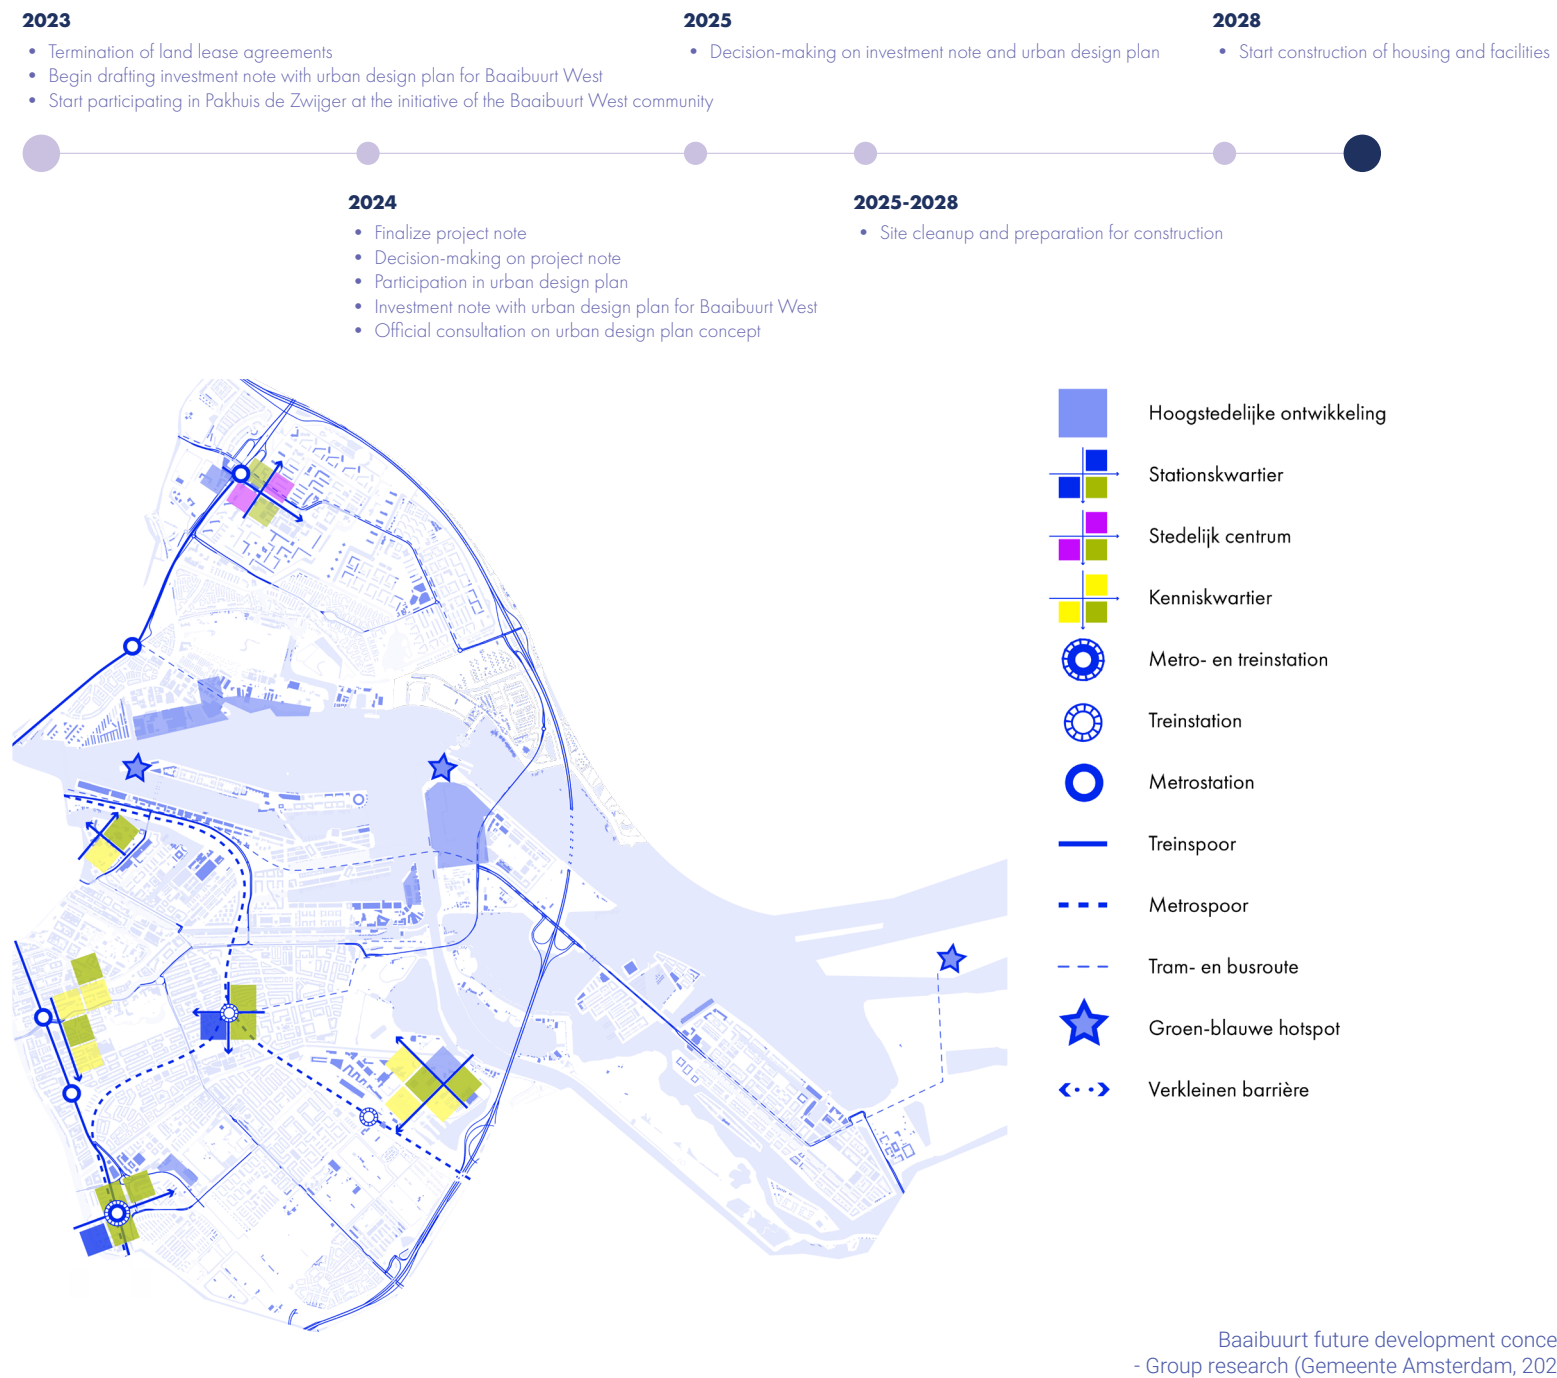 2023
• Termination of land lease agreements
• Begin drafting investment note with urban design plan for Baaibuurt West
• Start participating in Pakhuis de Zwijger at the initiative of the Baaibuurt West community
2025
• Decision-making on investment note and urban design plan
2028
• Start construction of housing and facilities
2024
• Finalize project note
• Decision-making on project note
• Participation in urban design plan
• Investment note with urban design plan for Baaibuurt West
• Official consultation on urban design plan concept
2025-2028
• Site cleanup and preparation for construction
Hoogstedelijke ontwikkeling
Stationskwartier
Stedelijk centrum
Kenniskwartier
Metro- en treinstation
Treinstation
Metrostation
Treinspoor
Metrospoor
Tram- en busroute
Groen-blauwe hotspot
Verkleinen barrière
Baaibuurt future development conce
- Group research (Gemeente Amsterdam, 202